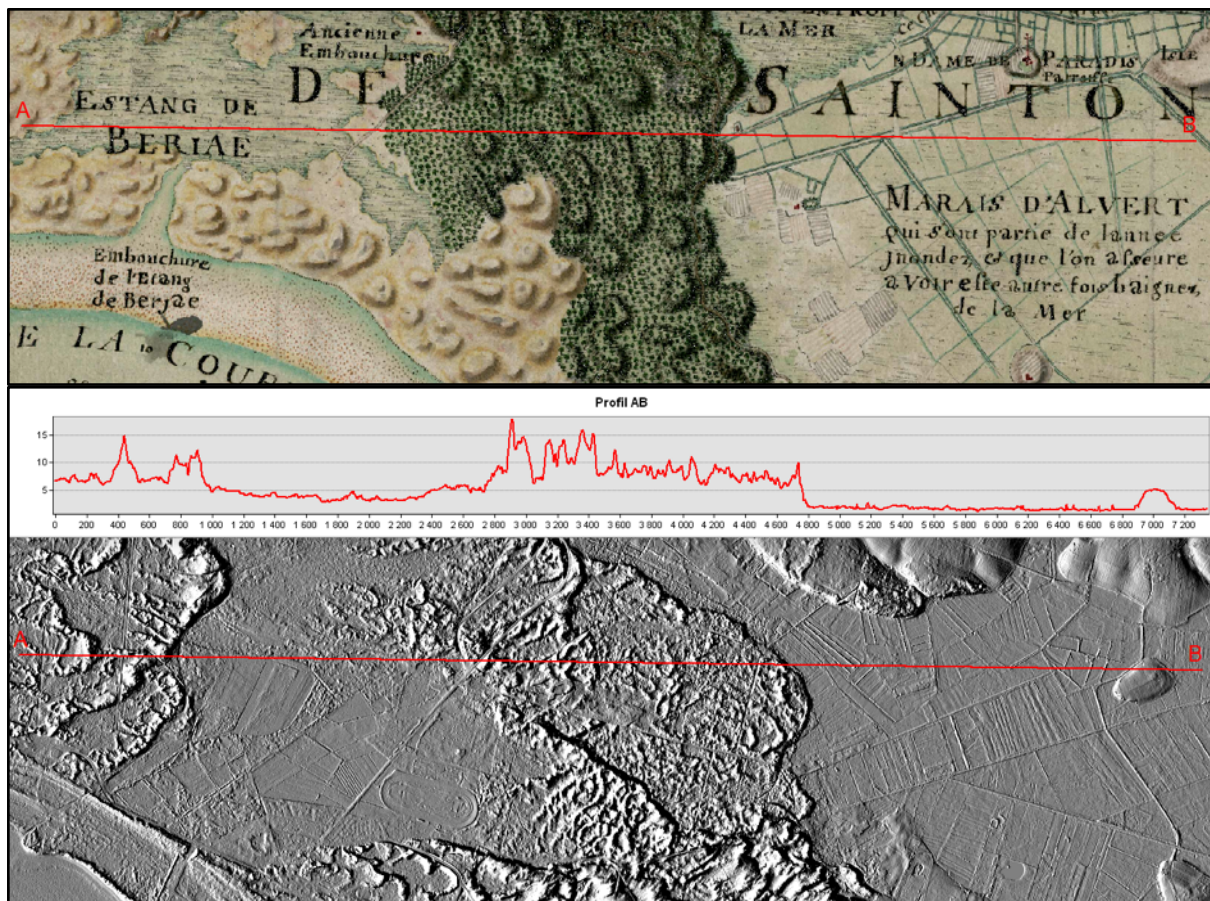 Ancienne
Embouchure
LA MER
N DAME DE PARADIS
Parroisse
ISLE
DE SAINTON
A
ESTANG DE
BERIAE
B
MARAIS D'ALVERT
qui sont partie de lannee
Jnondez, et que l'on asseure
a Voir este autre fois baignez,
de la Mer
Embouchure
de l'Etang
de Berjae
E LA COUB
10
Profil AB
15
10
5
0 200 400 600 800 1 000 1 200 1 400 1 600 1 800 2 000 2 200 2 400 2 600 2 800 3 000 3 200 3 400 3 600 3 800 4 000 4 200 4 400 4 600 4 800 5 000 5 200 5 400 5 600 5 800 6 000 6 200 6 400 6 600 6 800 7 000 7 200
A
B